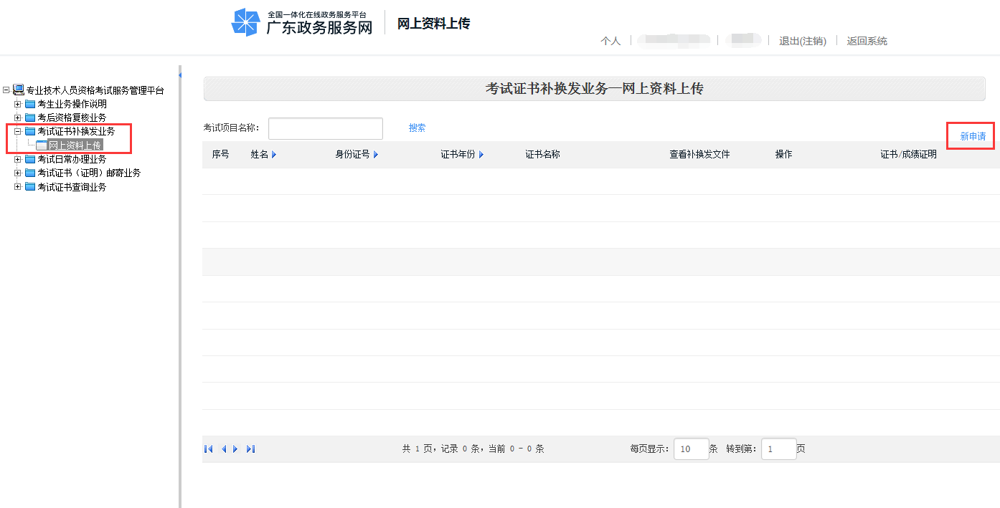 全国一体化在线政务服务平台
广东政务服务网
网上资料上传
个人
退出(注销)
返回系统
专业技术人员资格考试服务管理平台
考生业务操作说明
考后资格复核业务
考试证书补换发业务
网上资料上传
考试日常办理业务
考试证书（证明）邮寄业务
考试证书查询业务
考试证书补换发业务—网上资料上传
考试项目名称：
搜索
新申请
序号 姓名 身份证号 证书年份 证书名称 查看补换发文件 操作 证书/成绩证明
共 1 页，记录 0 条，当前 0 - 0 条 每页显示： 10 条 转到第： 1 页